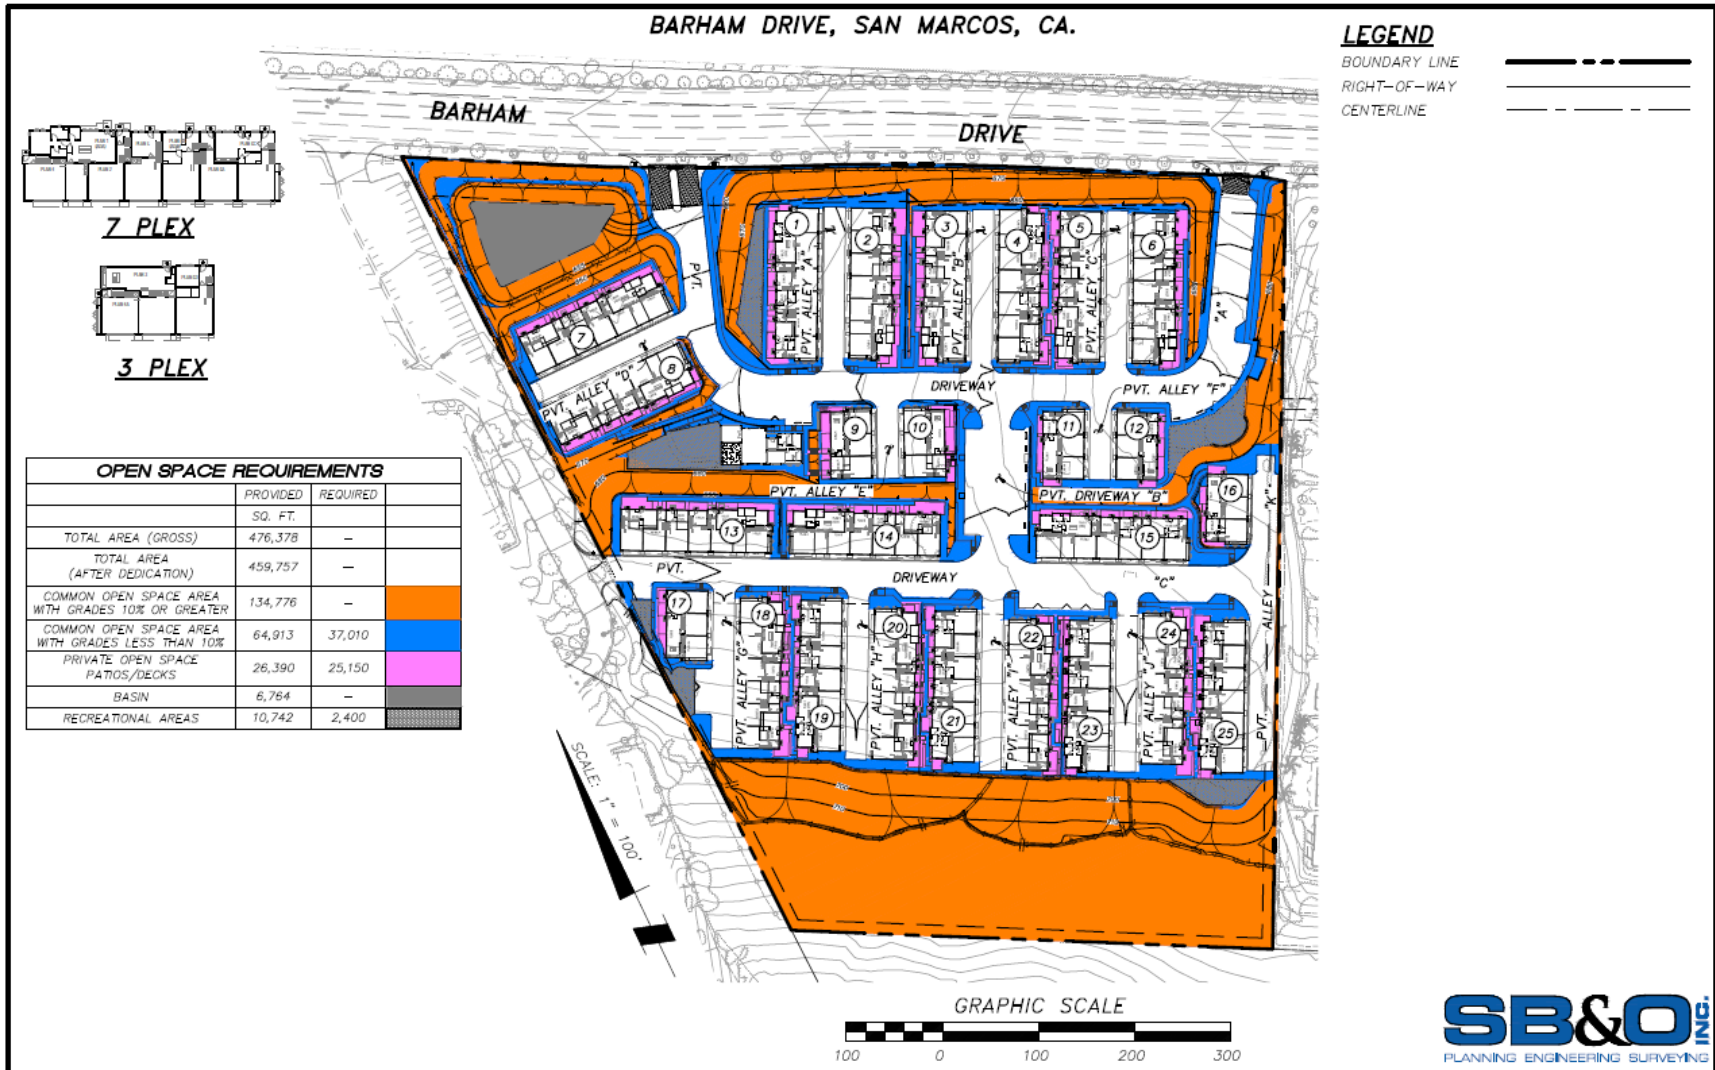 BARHAM DRIVE, SAN MARCOS, CA.
LEGEND
BOUNDARY LINE
RIGHT-OF-WAY
CENTERLINE
BARHAM
DRIVE
7 PLEX
3 PLEX
OPEN SPACE REQUIREMENTS
PROVIDED REQUIRED
SQ. FT.
TOTAL AREA (GROSS) 476,378 –
TOTAL AREA
(AFTER DEDICATION) 459,757 –
COMMON OPEN SPACE AREA
WITH GRADES 10% OR GREATER 134,776 –
COMMON OPEN SPACE AREA
WITH GRADES LESS THAN 10% 64,913 37,010
PRIVATE OPEN SPACE
PATIOS/DECKS 26,390 25,150
BASIN 6,764 –
RECREATIONAL AREAS 10,742 2,400
1
2
3
4
5
6
PVT. ALLEY "A"
PVT. ALLEY "B"
PVT. ALLEY "C"
PVT.
"A"
7
8
PVT. ALLEY "D"
DRIVEWAY
PVT. ALLEY "F"
9
10
11
12
PVT. ALLEY "E"
PVT. DRIVEWAY "B"
13
14
15
16
PVT.
DRIVEWAY
"C"
PVT. ALLEY "K"
17
18
19
20
21
22
23
24
25
PVT. ALLEY "G"
PVT. ALLEY "H"
PVT. ALLEY "I"
PVT. ALLEY "J"
SCALE: 1" = 100'
GRAPHIC SCALE
100 0 100 200 300
SB&O INC.
PLANNING ENGINEERING SURVEYING